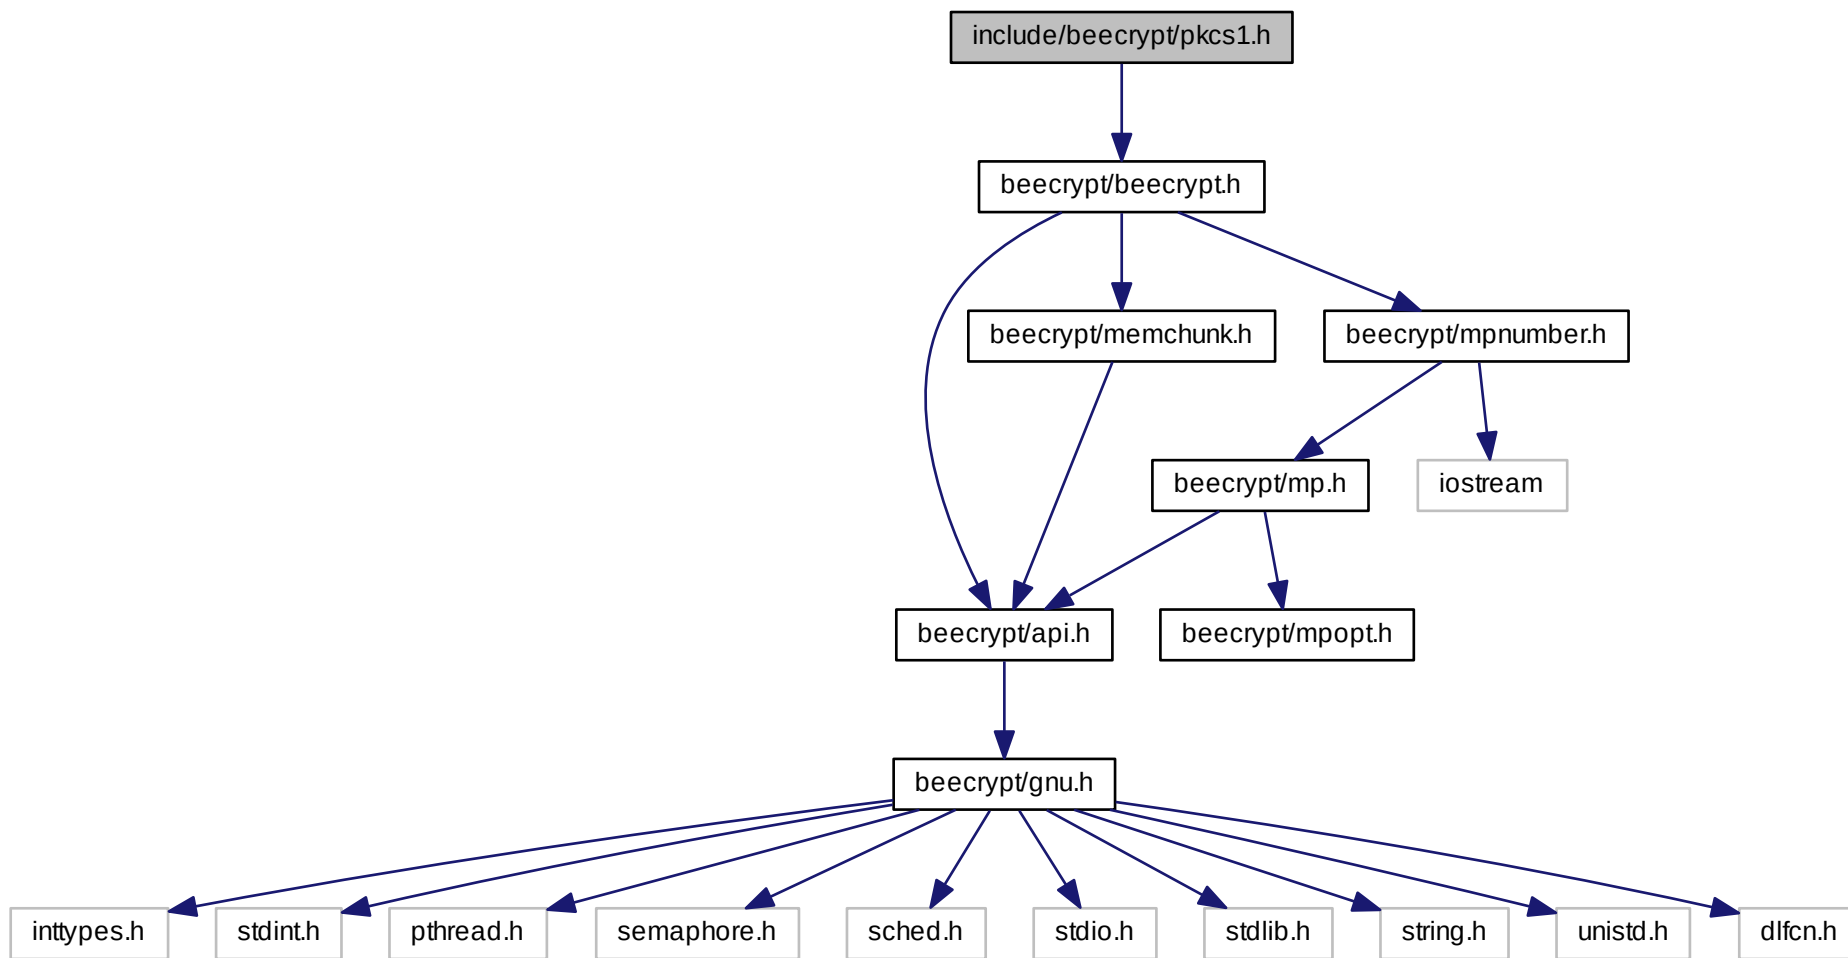 include/beecrypt/pkcs1.h
beecrypt/beecrypt.h
beecrypt/memchunk.h
beecrypt/mpnumber.h
beecrypt/mp.h
iostream
beecrypt/api.h
beecrypt/mpopt.h
beecrypt/gnu.h
inttypes.h
stdint.h
pthread.h
semaphore.h
sched.h
stdio.h
stdlib.h
string.h
unistd.h
dlfcn.h